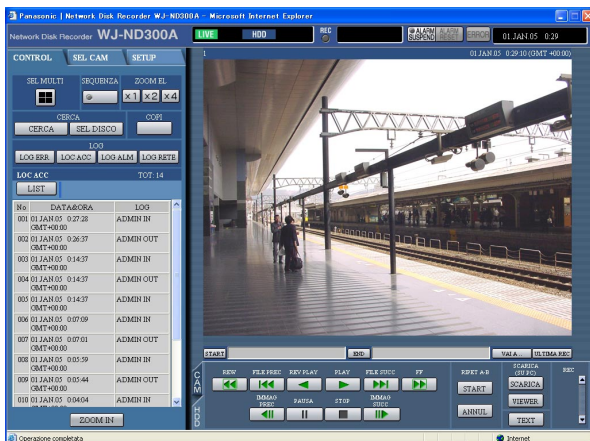 Panasonic | Network Disk Recorder WJ-ND300A - Microsoft Internet Explorer
Network Disk Recorder WJ-ND300A
LIVE HDD REC ALARM SUSPEND ALARM RESET ERROR 01.JAN.05 0:29
CONTROL SEL CAM SETUP
1 01.JAN.05 0:29:10 (GMT +00:00)
SEL MULTI SEQUENZA ZOOM EL
x1 x2 x4
CERCA COPI
CERCA SEL DISCO
LOG
LOG ERR LOC ACC LOG ALM LOG RETE
LOC ACC TOT: 14
LIST
No DATA&ORA LOG
001 01.JAN.05 0:27:28 GMT+00:00 ADMIN IN
002 01.JAN.05 0:26:37 GMT+00:00 ADMIN OUT
003 01.JAN.05 0:14:37 GMT+00:00 ADMIN IN
004 01.JAN.05 0:14:37 GMT+00:00 ADMIN OUT
005 01.JAN.05 0:14:37 GMT+00:00 ADMIN IN
006 01.JAN.05 0:07:09 GMT+00:00 ADMIN IN
007 01.JAN.05 0:07:01 GMT+00:00 ADMIN OUT
008 01.JAN.05 0:05:59 GMT+00:00 ADMIN IN
009 01.JAN.05 0:05:44 GMT+00:00 ADMIN OUT
010 01.JAN.05 0:04:04 ADMIN IN
ZOOM IN
START END VAI A... ULTIMA REC
CAM
HDD
REW FILE PREC REV PLAY PLAY FILE SUCC FF
IMMAG PREC PAUSA STOP IMMAG SUCC
RIPET A-B
START
ANNUL
SCARICA (SU PC)
SCARICA
VIEWER
TEXT
REC
Operazione completata
Internet